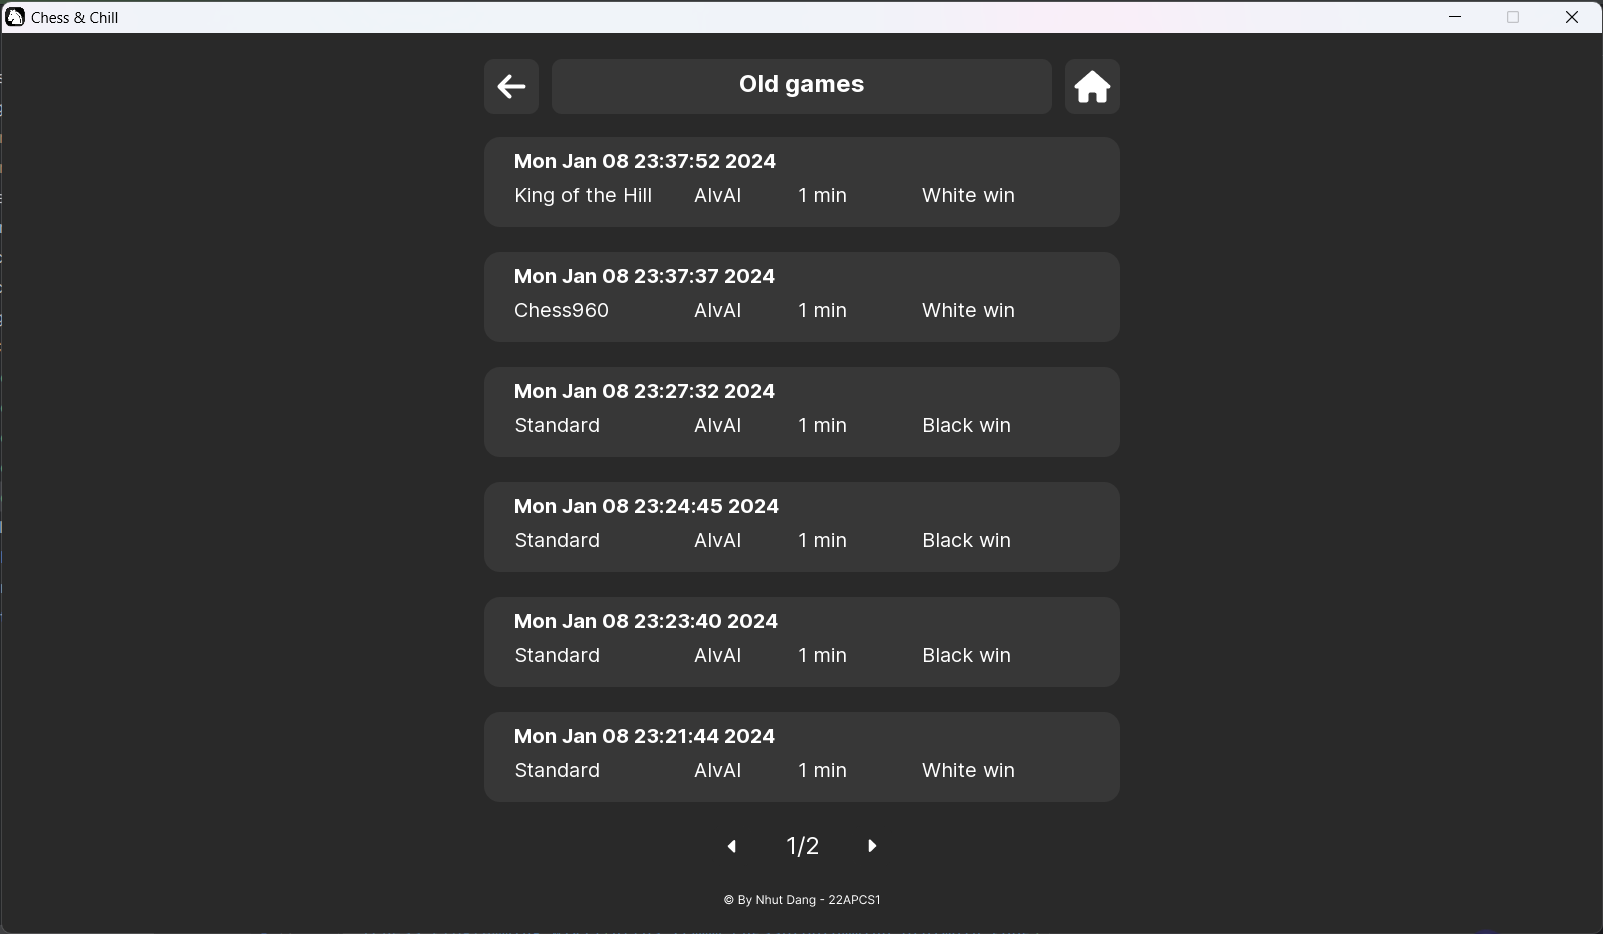 Chess & Chill
Old games
Mon Jan 08 23:37:52 2024
King of the Hill AIvAI 1 min White win
Mon Jan 08 23:37:37 2024
Chess960 AIvAI 1 min White win
Mon Jan 08 23:27:32 2024
Standard AIvAI 1 min Black win
Mon Jan 08 23:24:45 2024
Standard AIvAI 1 min Black win
Mon Jan 08 23:23:40 2024
Standard AIvAI 1 min Black win
Mon Jan 08 23:21:44 2024
Standard AIvAI 1 min White win
1/2
© By Nhut Dang - 22APCS1